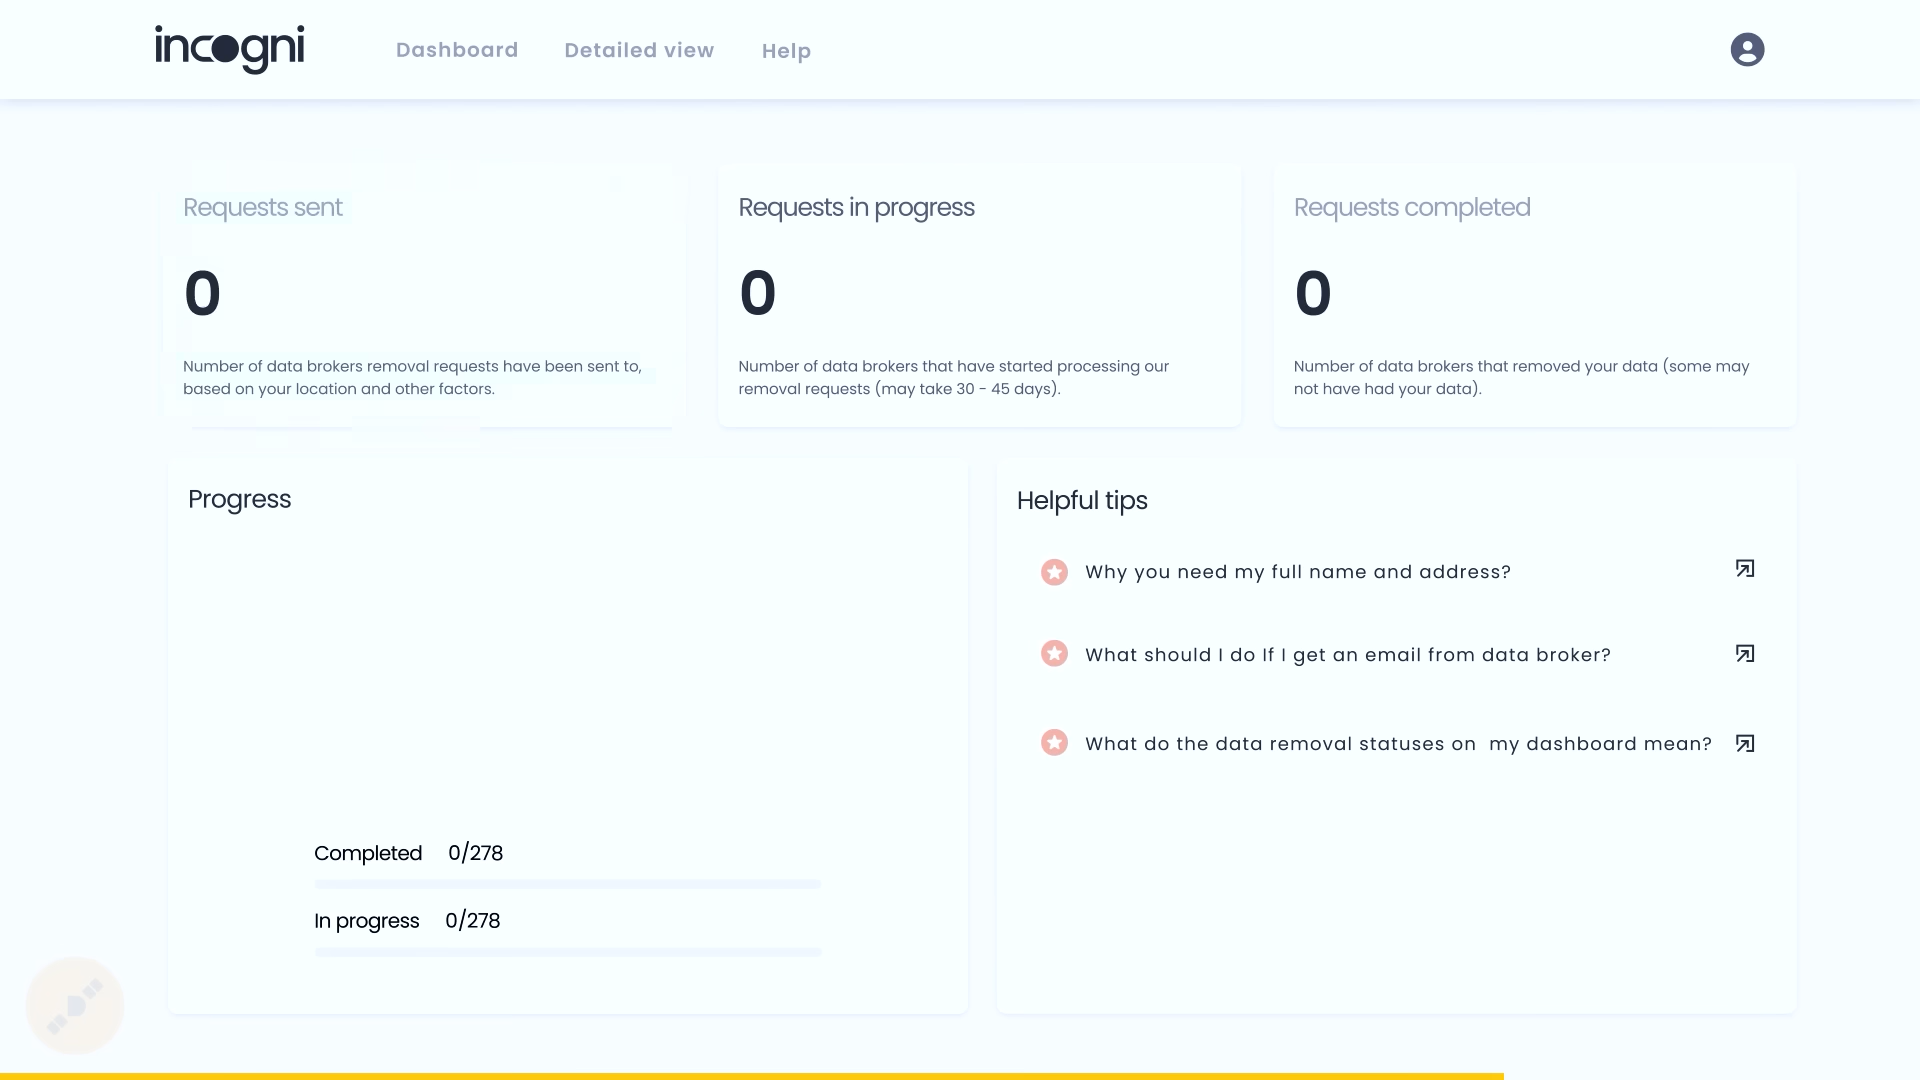 incogni
Dashboard
Detailed view
Help
Requests sent
0
Number of data brokers removal requests have been sent to,
based on your location and other factors.
Requests in progress
0
Number of data brokers that have started processing our
removal requests (may take 30 - 45 days).
Requests completed
0
Number of data brokers that removed your data (some may
not have had your data).
Progress
Completed 0/278
In progress 0/278
Helpful tips
Why you need my full name and address?
What should I do If I get an email from data broker?
What do the data removal statuses on my dashboard mean?